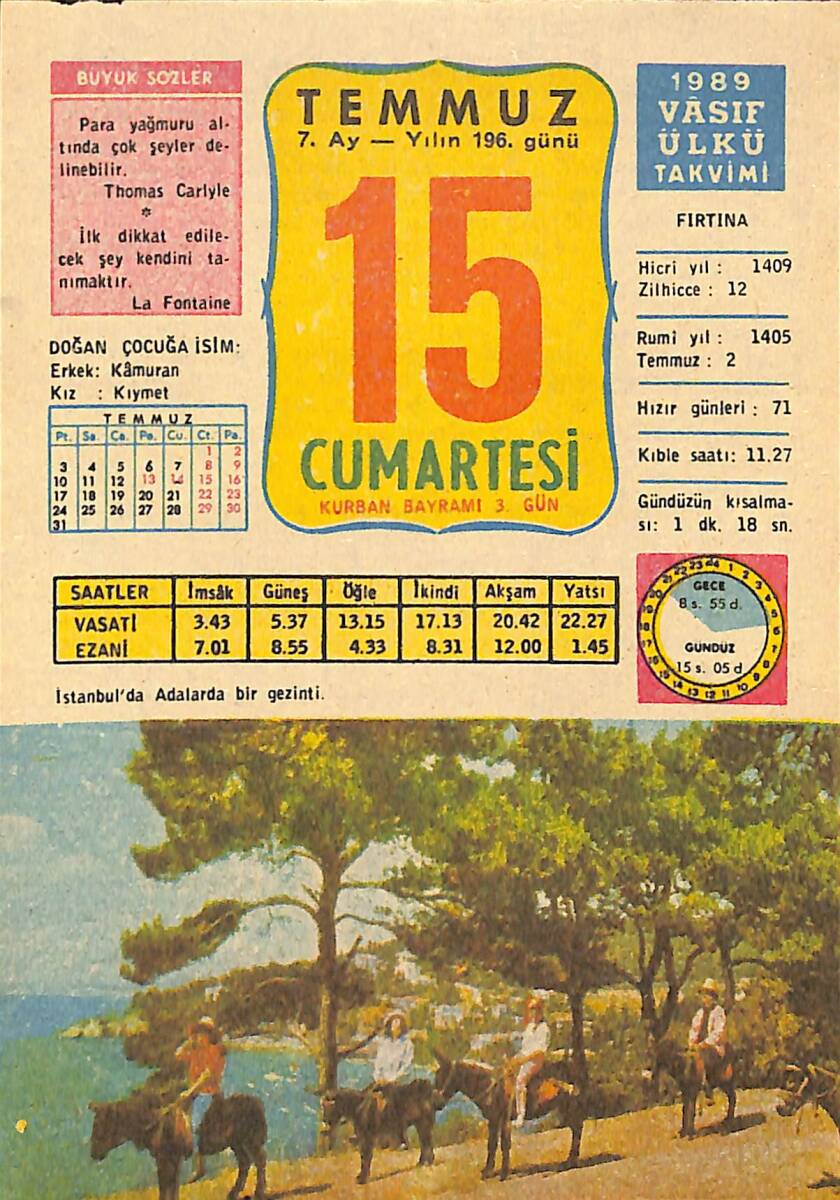 BÜYÜK SÖZLER
Para yağmuru al-
tında çok şeyler de-
linebilir.
Thomas Carlyle
*
İlk dikkat edile-
cek şey kendini ta-
nımaktır.
La Fontaine
DOĞAN ÇOCUĞA İSİM:
Erkek: Kâmuran
Kız : Kıymet
TEMMUZ
Pt. Sa. Ça. Pe. Cu. Ct. Pa.
1 2
3 4 5 6 7 8 9
10 11 12 13 14 15 16
17 18 19 20 21 22 23
24 25 26 27 28 29 30
31
TEMMUZ
7. Ay — Yılın 196. günü
15
CUMARTESİ
KURBAN BAYRAMI 3. GÜN
1989
VÂSIF
ÜLKÜ
TAKVİMİ
FIRTINA
Hicrî yıl : 1409
Zilhicce : 12
Rumî yıl : 1405
Temmuz : 2
Hızır günleri : 71
Kıble saati: 11.27
Gündüzün kısalma-
sı: 1 dk. 18 sn.
SAATLER İmsâk Güneş Öğle İkindi Akşam Yatsı
VASATİ 3.43 5.37 13.15 17.13 20.42 22.27
EZANİ 7.01 8.55 4.33 8.31 12.00 1.45
GECE
8 s. 55 d.
GÜNDÜZ
15 s. 05 d
İstanbul'da Adalarda bir gezinti.